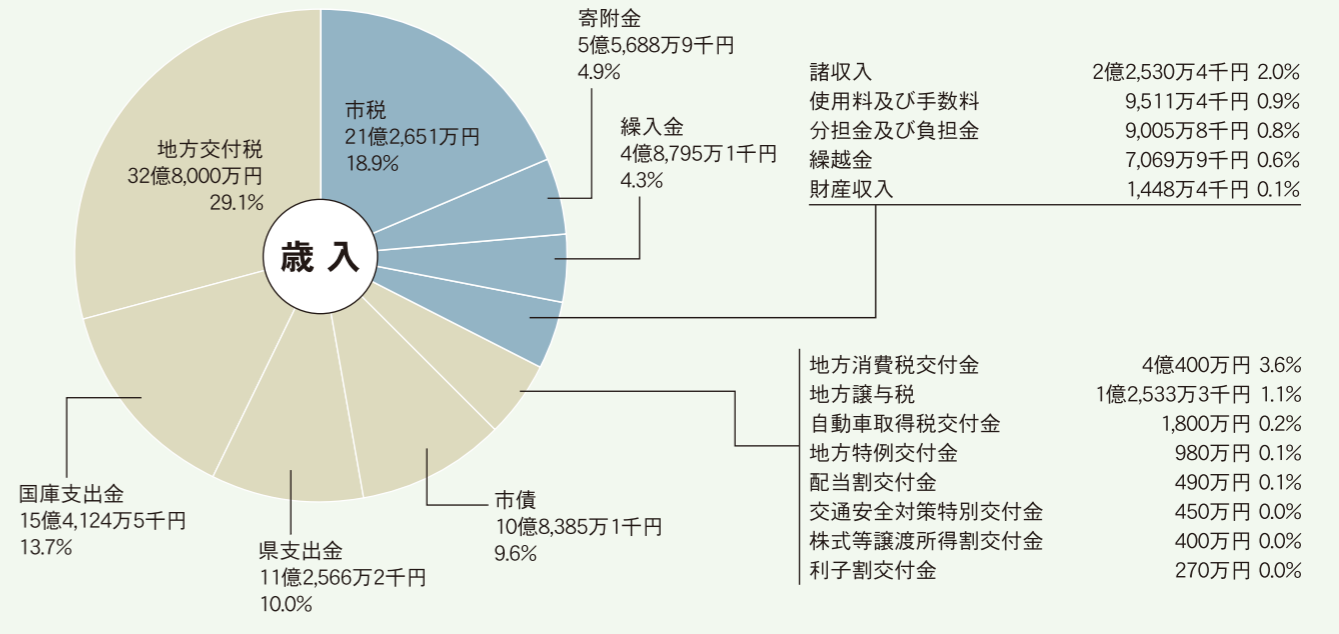 歳入
市税
21億2,651万円
18.9%
寄附金
5億5,688万9千円
4.9%
繰入金
4億8,795万1千円
4.3%
諸収入 2億2,530万4千円 2.0%
使用料及び手数料 9,511万4千円 0.9%
分担金及び負担金 9,005万8千円 0.8%
繰越金 7,069万9千円 0.6%
財産収入 1,448万4千円 0.1%
地方消費税交付金 4億400万円 3.6%
地方譲与税 1億2,533万3千円 1.1%
自動車取得税交付金 1,800万円 0.2%
地方特例交付金 980万円 0.1%
配当割交付金 490万円 0.1%
交通安全対策特別交付金 450万円 0.0%
株式等譲渡所得割交付金 400万円 0.0%
利子割交付金 270万円 0.0%
市債
10億8,385万1千円
9.6%
県支出金
11億2,566万2千円
10.0%
国庫支出金
15億4,124万5千円
13.7%
地方交付税
32億8,000万円
29.1%